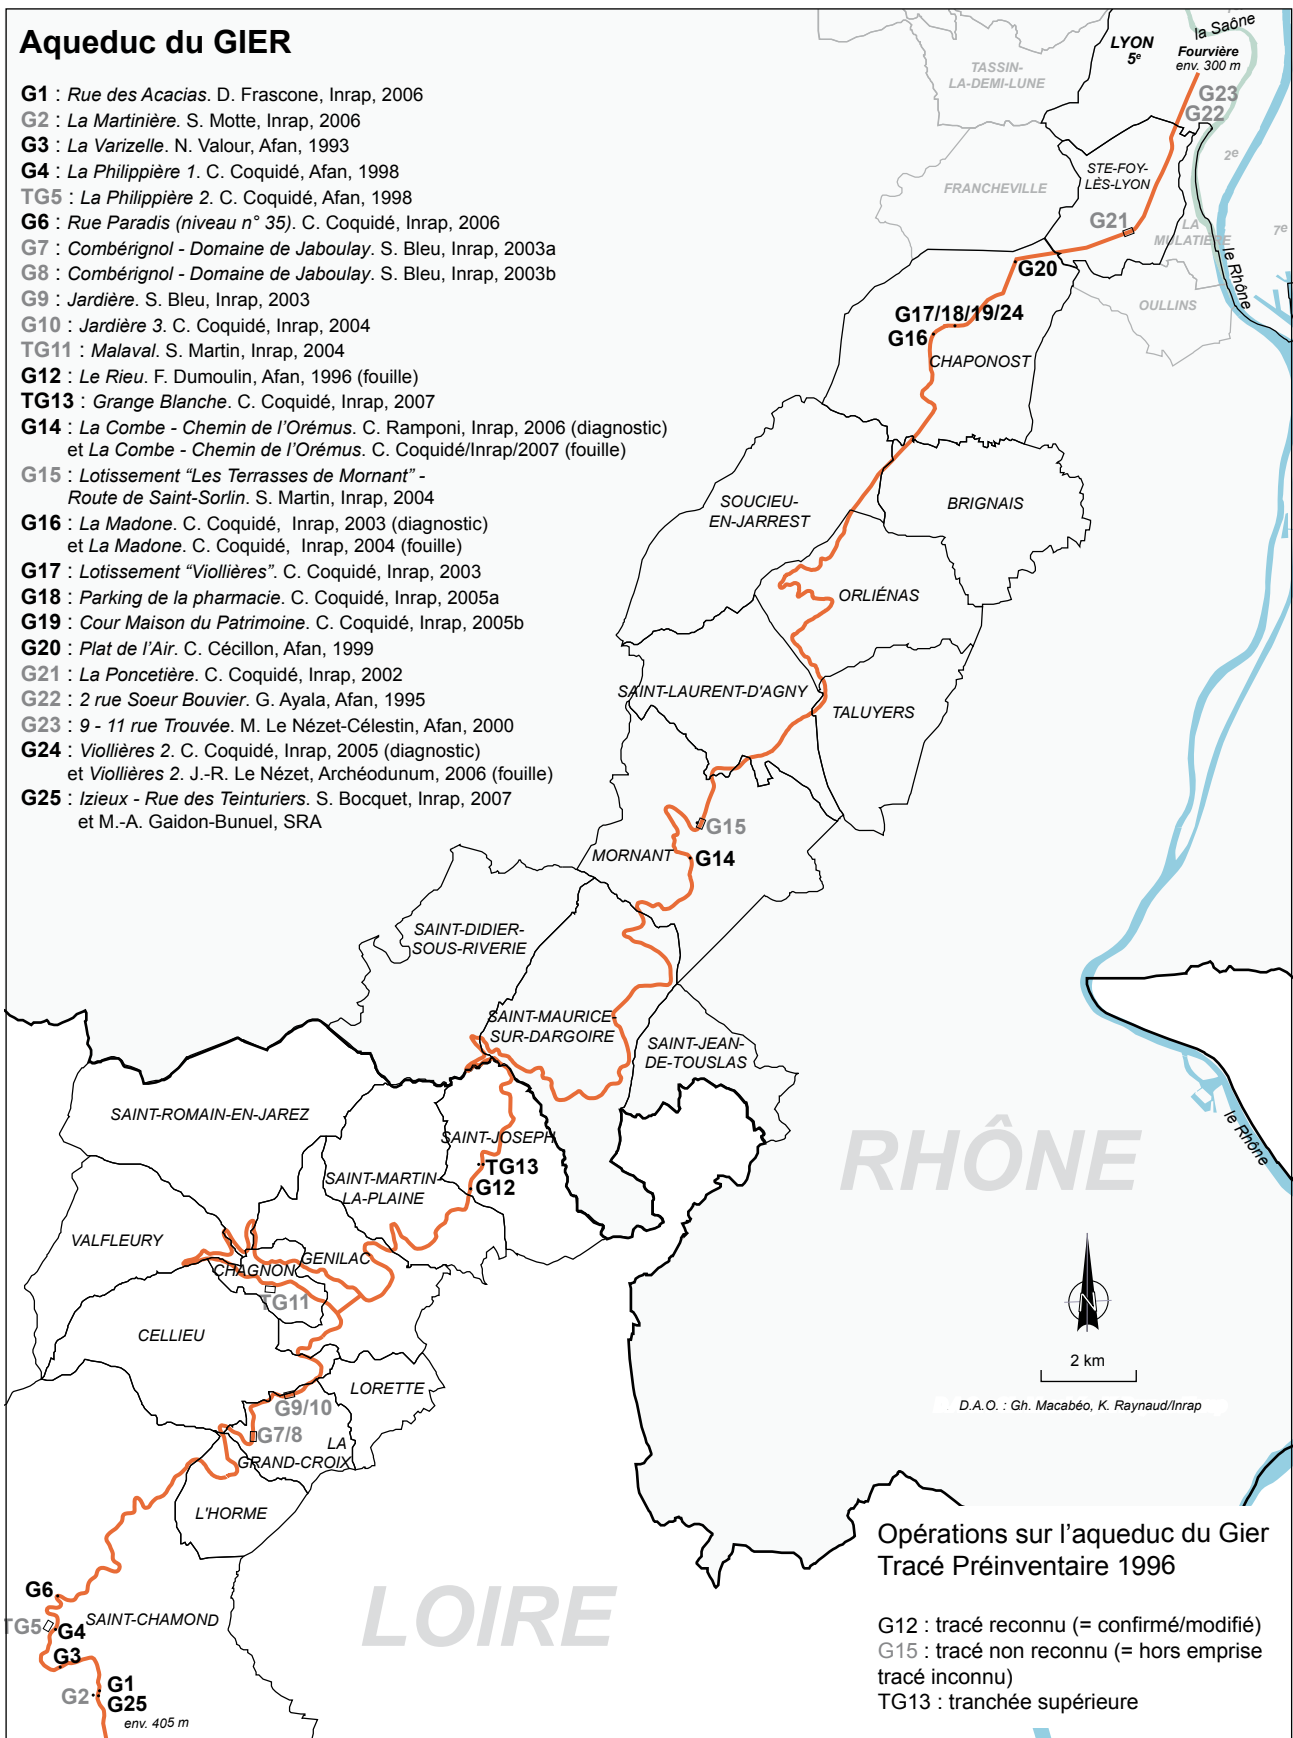 Aqueduc du GIER
G1 : Rue des Acacias. D. Frascone, Inrap, 2006
G2 : La Martinière. S. Motte, Inrap, 2006
G3 : La Varizelle. N. Valour, Afan, 1993
G4 : La Philippière 1. C. Coquidé, Afan, 1998
TG5 : La Philippière 2. C. Coquidé, Afan, 1998
G6 : Rue Paradis (niveau n° 35). C. Coquidé, Inrap, 2006
G7 : Combérignol - Domaine de Jaboulay. S. Bleu, Inrap, 2003a
G8 : Combérignol - Domaine de Jaboulay. S. Bleu, Inrap, 2003b
G9 : Jardière. S. Bleu, Inrap, 2003
G10 : Jardière 3. C. Coquidé, Inrap, 2004
TG11 : Malaval. S. Martin, Inrap, 2004
G12 : Le Rieu. F. Dumoulin, Afan, 1996 (fouille)
TG13 : Grange Blanche. C. Coquidé, Inrap, 2007
G14 : La Combe - Chemin de l'Orémus. C. Ramponi, Inrap, 2006 (diagnostic)
et La Combe - Chemin de l'Orémus. C. Coquidé/Inrap/2007 (fouille)
G15 : Lotissement “Les Terrasses de Mornant” -
Route de Saint-Sorlin. S. Martin, Inrap, 2004
G16 : La Madone. C. Coquidé, Inrap, 2003 (diagnostic)
et La Madone. C. Coquidé, Inrap, 2004 (fouille)
G17 : Lotissement “Viollières”. C. Coquidé, Inrap, 2003
G18 : Parking de la pharmacie. C. Coquidé, Inrap, 2005a
G19 : Cour Maison du Patrimoine. C. Coquidé, Inrap, 2005b
G20 : Plat de l'Air. C. Cécillon, Afan, 1999
G21 : La Poncetière. C. Coquidé, Inrap, 2002
G22 : 2 rue Soeur Bouvier. G. Ayala, Afan, 1995
G23 : 9 - 11 rue Trouvée. M. Le Nézet-Célestin, Afan, 2000
G24 : Viollières 2. C. Coquidé, Inrap, 2005 (diagnostic)
et Viollières 2. J.-R. Le Nézet, Archéodunum, 2006 (fouille)
G25 : Izieux - Rue des Teinturiers. S. Bocquet, Inrap, 2007
et M.-A. Gaidon-Bunuel, SRA
la Saône
LYON
5e
Fourvière
env. 300 m
TASSIN-
LA-DEMI-LUNE
G23
G22
2e
STE-FOY-
LÈS-LYON
FRANCHEVILLE
G21
LA
MULATIÈRE
7e
le Rhône
G20
OULLINS
G17/18/19/24
G16
CHAPONOST
SOUCIEU-
EN-JARREST
BRIGNAIS
ORLIÉNAS
SAINT-LAURENT-D'AGNY
TALUYERS
G15
MORNANT
G14
SAINT-DIDIER-
SOUS-RIVERIE
SAINT-MAURICE-
SUR-DARGOIRE
SAINT-JEAN-
DE-TOUSLAS
SAINT-ROMAIN-EN-JAREZ
SAINT-JOSEPH
RHÔNE
le Rhône
TG13
G12
SAINT-MARTIN-
LA-PLAINE
VALFLEURY
GENILAC
CHAGNON
TG11
CELLIEU
N
2 km
LORETTE
D.A.O. : Gh. Macabéo, K. Raynaud/Inrap
G9/10
G7/8
LA
GRAND-CROIX
L'HORME
Opérations sur l'aqueduc du Gier
Tracé Préinventaire 1996
G6
LOIRE
TG5
G4
SAINT-CHAMOND
G12 : tracé reconnu (= confirmé/modifié)
G15 : tracé non reconnu (= hors emprise
tracé inconnu)
TG13 : tranchée supérieure
G3
G1
G2
G25
env. 405 m